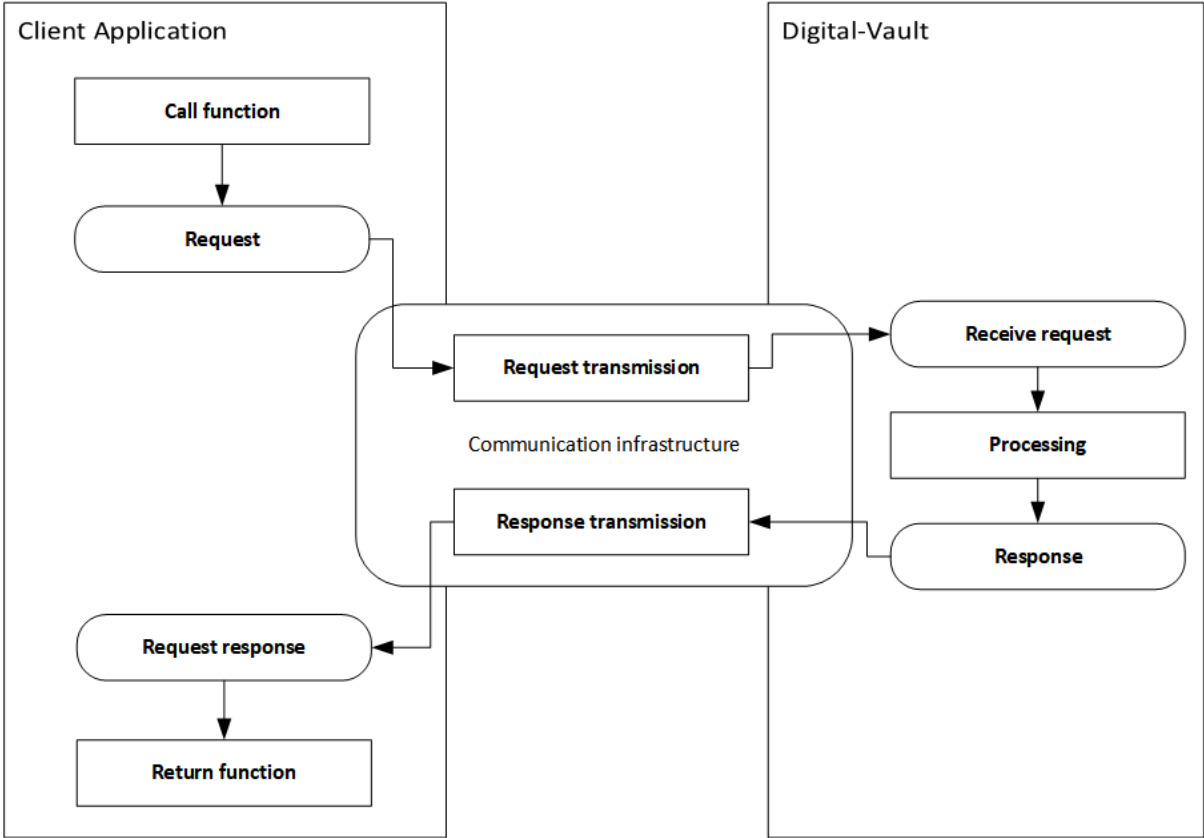 Client Application
Digital-Vault
Call function
Request
Request transmission
Receive request
Communication infrastructure
Processing
Response transmission
Response
Request response
Return function